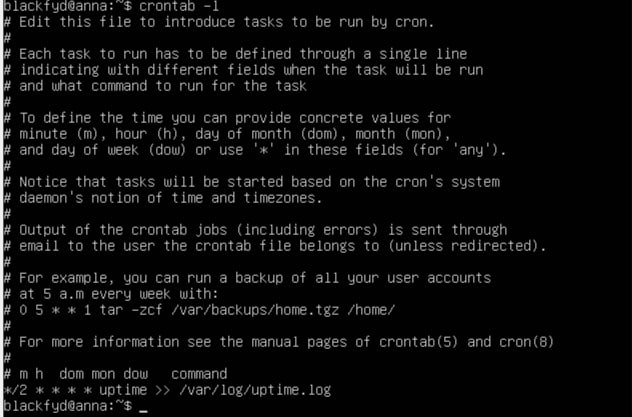 blackfyd@anna:~$ crontab -l
# Edit this file to introduce tasks to be run by cron.
#
# Each task to run has to be defined through a single line
# indicating with different fields when the task will be run
# and what command to run for the task
#
# To define the time you can provide concrete values for
# minute (m), hour (h), day of month (dom), month (mon),
# and day of week (dow) or use '*' in these fields (for 'any').
#
# Notice that tasks will be started based on the cron's system
# daemon's notion of time and timezones.
#
# Output of the crontab jobs (including errors) is sent through
# email to the user the crontab file belongs to (unless redirected).
#
# For example, you can run a backup of all your user accounts
# at 5 a.m every week with:
# 0 5 * * 1 tar -zcf /var/backups/home.tgz /home/
#
# For more information see the manual pages of crontab(5) and cron(8)
#
# m h  dom mon dow   command
*/2 * * * * uptime >> /var/log/uptime.log
blackfyd@anna:~$ _